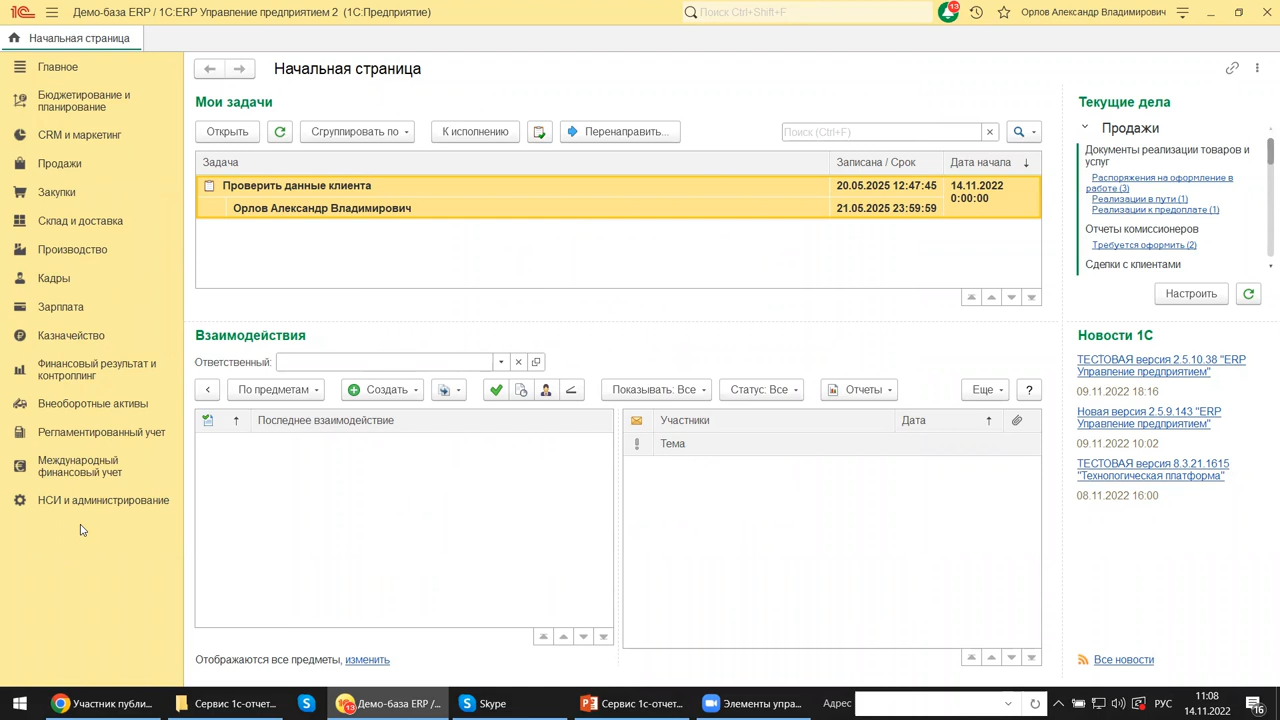 Демо-база ERP / 1С:ERP Управление предприятием 2 (1С:Предприятие)
Поиск Ctrl+Shift+F
13
Орлов Александр Владимирович
Начальная страница
Главное
Бюджетирование и
планирование
CRM и маркетинг
Продажи
Закупки
Склад и доставка
Производство
Кадры
Зарплата
Казначейство
Финансовый результат и
контроллинг
Внеоборотные активы
Регламентированный учет
Международный
финансовый учет
НСИ и администрирование
Начальная страница
Мои задачи
Открыть
Сгруппировать по
К исполнению
Перенаправить...
Поиск (Ctrl+F)
Задача
Записана / Срок
Дата начала
Проверить данные клиента
20.05.2025 12:47:45
14.11.2022
0:00:00
Орлов Александр Владимирович
21.05.2025 23:59:59
Взаимодействия
Ответственный:
По предметам
Создать
Показывать: Все
Статус: Все
Отчеты
Еще
?
Последнее взаимодействие
Участники
Дата
Тема
Отображаются все предметы, изменить
Текущие дела
Продажи
Документы реализации товаров и
услуг
Распоряжения на оформление в
работе (3)
Реализации в пути (1)
Реализации к предоплате (1)
Отчеты комиссионеров
Требуется оформить (2)
Сделки с клиентами
Настроить
Новости 1С
ТЕСТОВАЯ версия 2.5.10.38 "ERP
Управление предприятием"
09.11.2022 18:16
Новая версия 2.5.9.143 "ERP
Управление предприятием"
09.11.2022 10:02
ТЕСТОВАЯ версия 8.3.21.1615
"Технологическая платформа"
08.11.2022 16:00
Все новости
Участник публи...
Сервис 1с-отчет...
Демо-база ERP /...
Skype
Сервис 1с-отчет...
Элементы упра...
Адрес
РУС
11:08
14.11.2022
16